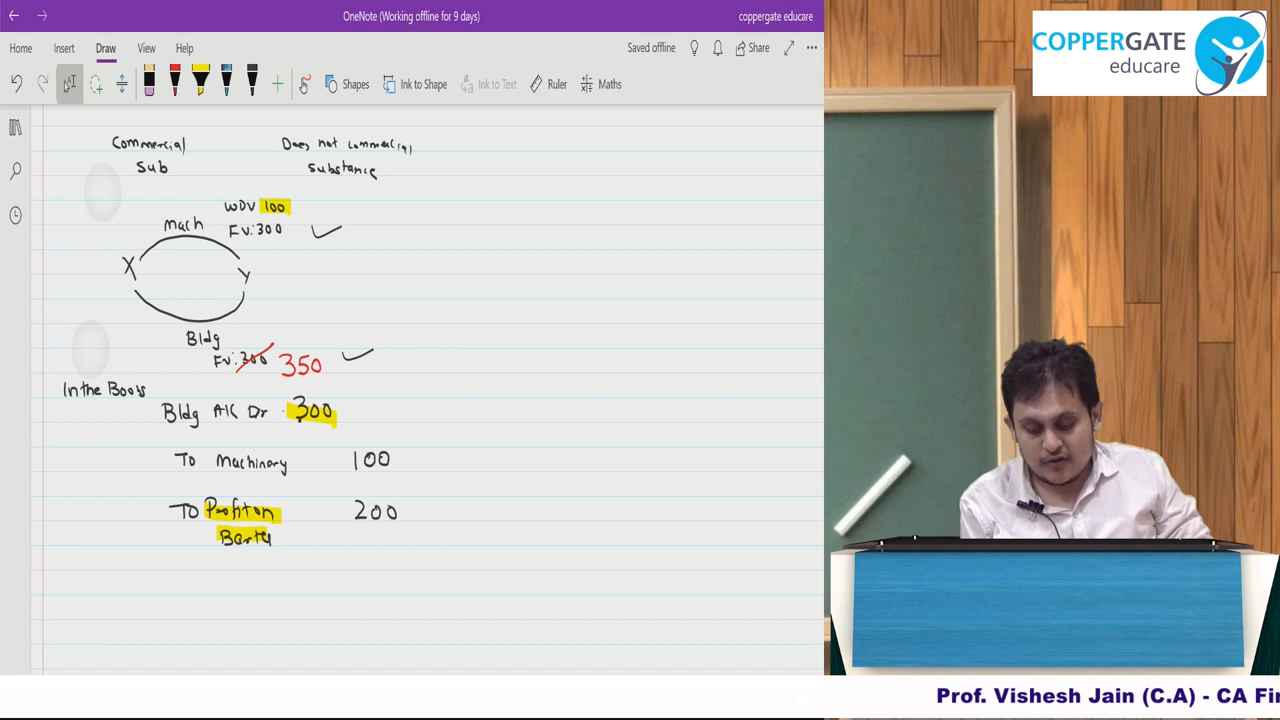 OneNote (Working offline for 9 days)
coppergate educare
Home Insert Draw View Help
Saved offline
Share
Shapes
Ink to Shape
Ink to Text
Ruler
Maths
COPPERGATE
educare
Commercial
Sub
Does not commercial
substance
WDV 100
Mach
FV:300
X
Y
Bldg
FV:300 350
In the Books
Bldg A/C Dr 300
To Machinery 100
To Profit on 200
Barter
Prof. Vishesh Jain (C.A) - CA Fin